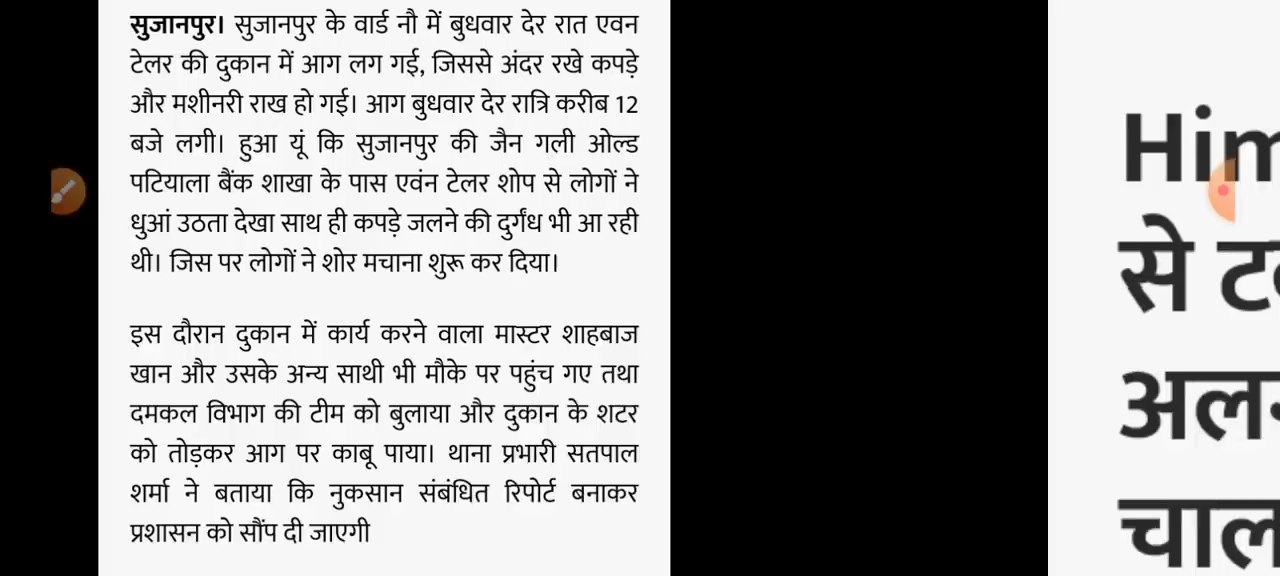 सुजानपुर। सुजानपुर के वार्ड नौ में बुधवार देर रात एवन
टेलर की दुकान में आग लग गई, जिससे अंदर रखे कपड़े
और मशीनरी राख हो गई। आग बुधवार देर रात्रि करीब 12
बजे लगी। हुआ यूं कि सुजानपुर की जैन गली ओल्ड
पटियाला बैंक शाखा के पास एवंन टेलर शोप से लोगों ने
धुआं उठता देखा साथ ही कपड़े जलने की दुर्गंध भी आ रही
थी। जिस पर लोगों ने शोर मचाना शुरू कर दिया।
इस दौरान दुकान में कार्य करने वाला मास्टर शाहबाज
खान और उसके अन्य साथी भी मौके पर पहुंच गए तथा
दमकल विभाग की टीम को बुलाया और दुकान के शटर
को तोड़कर आग पर काबू पाया। थाना प्रभारी सतपाल
शर्मा ने बताया कि नुकसान संबंधित रिपोर्ट बनाकर
प्रशासन को सौंप दी जाएगी
से